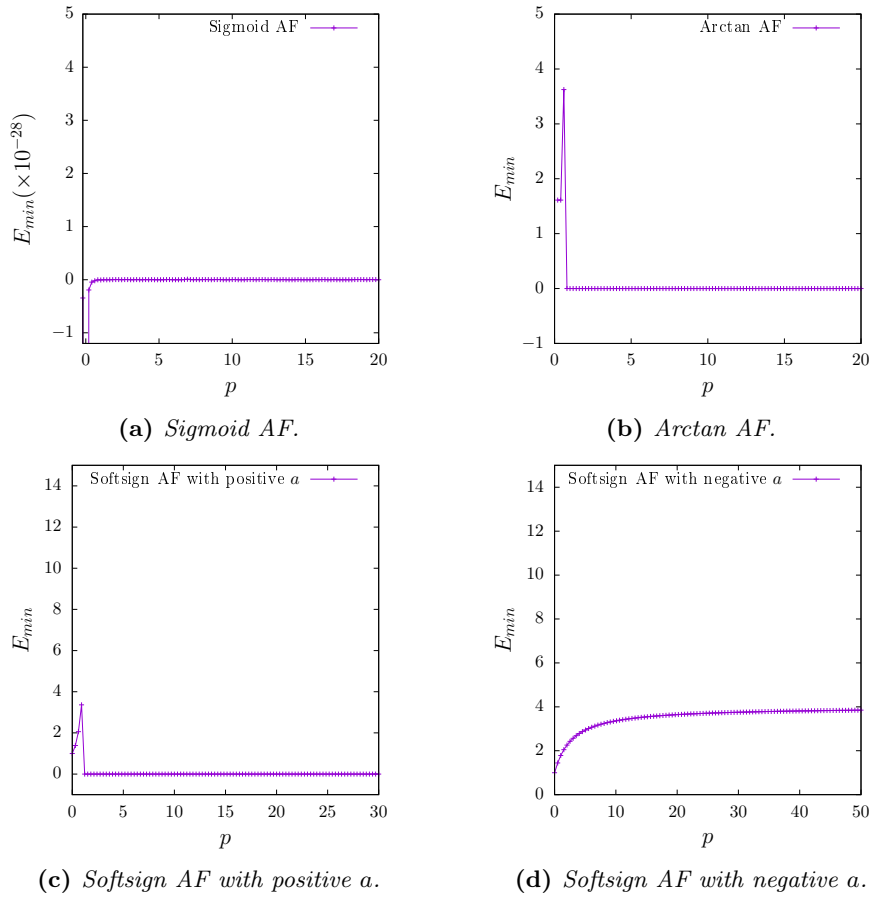 Sigmoid AF
5
4
3
2
1
0
−1
E_min(×10^−28)
0 5 10 15 20
p
(a) Sigmoid AF.
Arctan AF
5
4
3
2
1
0
−1
E_min
5 10 15 20
p
(b) Arctan AF.
Softsign AF with positive a
14
12
10
8
6
4
2
0
E_min
0 5 10 15 20 25 30
p
(c) Softsign AF with positive a.
Softsign AF with negative a
14
12
10
8
6
4
2
0
E_min
0 10 20 30 40 50
p
(d) Softsign AF with negative a.